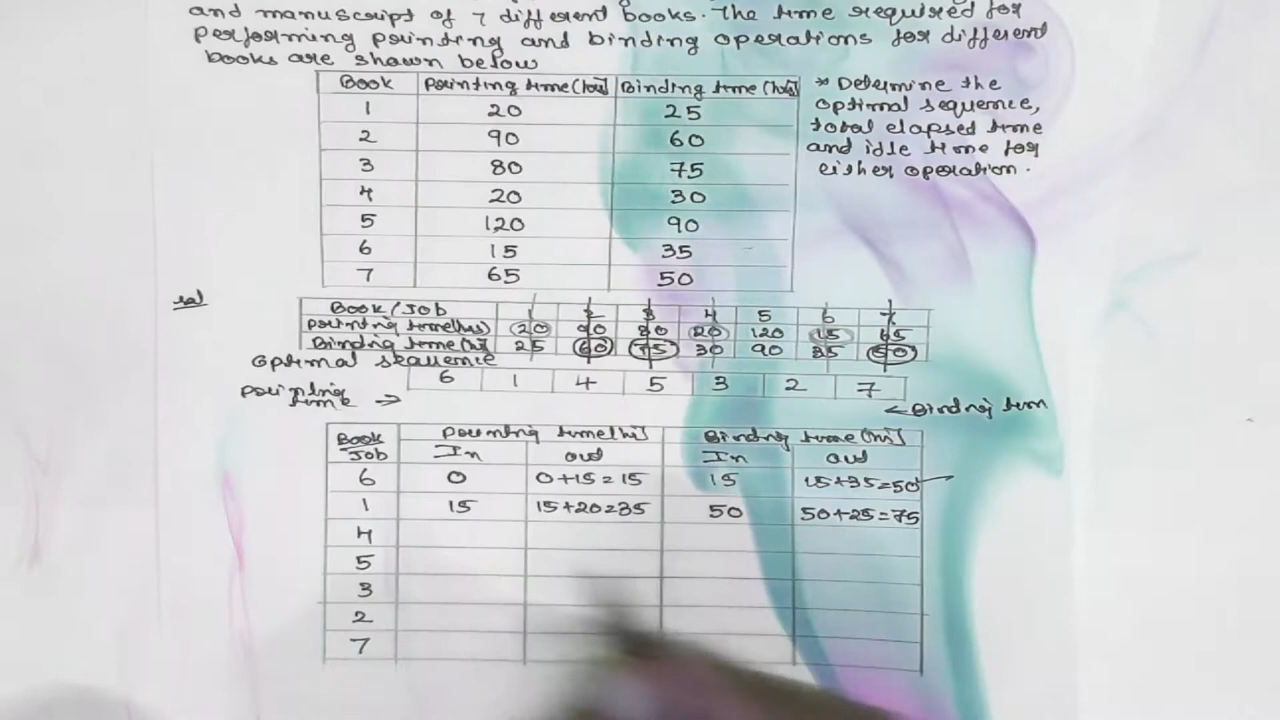 and manuscript of 7 different books. The time required for
performing printing and binding operations for different
books are shown below
Book Printing time (hrs) Binding time (hrs)
1 20 25
2 90 60
3 80 75
4 20 30
5 120 90
6 15 35
7 65 50
* Determine the
optimal sequence,
total elapsed time
and idle time for
either operation.
sol
Book/Job 1 2 3 4 5 6 7
Printing time(hrs) 20 90 80 20 120 15 65
Binding time(h) 25 60 75 30 90 35 50
optimal sequence
6 1 4 5 3 2 7
printing
time →
← Binding time
Book
Job
Printing time(hr) Binding time(hr)
In out In out
6 0 0+15=15 15 15+35=50
1 15 15+20=35 50 50+25=75
4
5
3
2
7